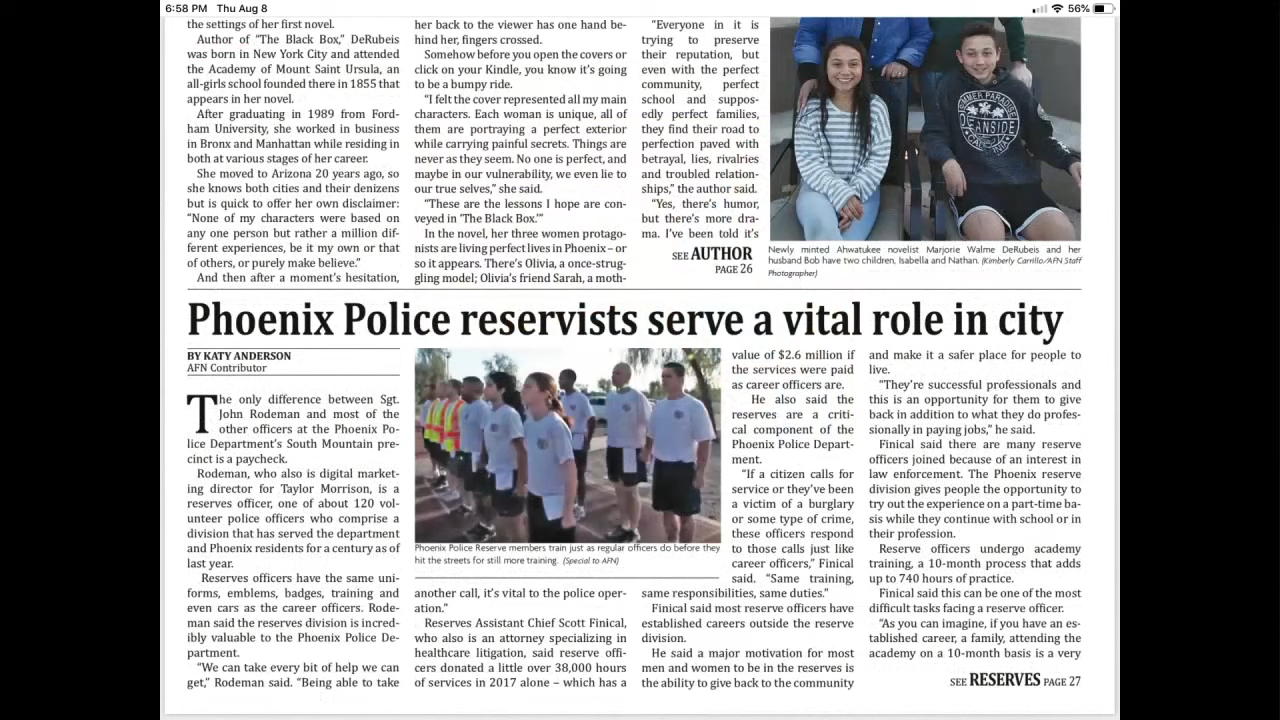 6:58 PM Thu Aug 8
56%
the settings of her first novel.
Author of "The Black Box," DeRubeis
was born in New York City and attended
the Academy of Mount Saint Ursula, an
all-girls school founded there in 1855 that
appears in her novel.
After graduating in 1989 from Ford-
ham University, she worked in business
in Bronx and Manhattan while residing in
both at various stages of her career.
She moved to Arizona 20 years ago, so
she knows both cities and their denizens
but is quick to offer her own disclaimer:
"None of my characters were based on
any one person but rather a million dif-
ferent experiences, be it my own or that
of others, or purely make believe."
And then after a moment's hesitation,
her back to the viewer has one hand be-
hind her, fingers crossed.
Somehow before you open the covers or
click on your Kindle, you know it's going
to be a bumpy ride.
"I felt the cover represented all my main
characters. Each woman is unique, all of
them are portraying a perfect exterior
while carrying painful secrets. Things are
never as they seem. No one is perfect, and
maybe in our vulnerability, we even lie to
our true selves," she said.
"These are the lessons I hope are con-
veyed in 'The Black Box.'"
In the novel, her three women protago-
nists are living perfect lives in Phoenix – or
so it appears. There's Olivia, a once-strug-
gling model; Olivia's friend Sarah, a moth-
"Everyone in it is
trying to preserve
their reputation, but
even with the perfect
community, perfect
school and suppos-
edly perfect families,
they find their road to
perfection paved with
betrayal, lies, rivalries
and troubled relation-
ships," the author said.
"Yes, there's humor,
but there's more dra-
ma. I've been told it's
SEE AUTHOR
PAGE 26
Newly minted Ahwatukee novelist Marjorie Walme DeRubeis and her
husband Bob have two children, Isabella and Nathan. (Kimberly Carrillo/AFN Staff
Photographer)
Phoenix Police reservists serve a vital role in city
BY KATY ANDERSON
AFN Contributor
The only difference between Sgt.
John Rodeman and most of the
other officers at the Phoenix Po-
lice Department's South Mountain pre-
cinct is a paycheck.
Rodeman, who also is digital market-
ing director for Taylor Morrison, is a
reserves officer, one of about 120 vol-
unteer police officers who comprise a
division that has served the department
and Phoenix residents for a century as of
last year.
Reserves officers have the same uni-
forms, emblems, badges, training and
even cars as the career officers. Rode-
man said the reserves division is incred-
ibly valuable to the Phoenix Police De-
partment.
"We can take every bit of help we can
get," Rodeman said. "Being able to take
Phoenix Police Reserve members train just as regular officers do before they
hit the streets for still more training. (Special to AFN)
another call, it's vital to the police oper-
ation."
Reserves Assistant Chief Scott Finical,
who also is an attorney specializing in
healthcare litigation, said reserve offi-
cers donated a little over 38,000 hours
of services in 2017 alone – which has a
value of $2.6 million if
the services were paid
as career officers are.
He also said the
reserves are a criti-
cal component of the
Phoenix Police Depart-
ment.
"If a citizen calls for
service or they've been
a victim of a burglary
or some type of crime,
these officers respond
to those calls just like
career officers," Finical
said. "Same training,
same responsibilities, same duties."
Finical said most reserve officers have
established careers outside the reserve
division.
He said a major motivation for most
men and women to be in the reserves is
the ability to give back to the community
and make it a safer place for people to
live.
"They're successful professionals and
this is an opportunity for them to give
back in addition to what they do profes-
sionally in paying jobs," he said.
Finical said there are many reserve
officers joined because of an interest in
law enforcement. The Phoenix reserve
division gives people the opportunity to
try out the experience on a part-time ba-
sis while they continue with school or in
their profession.
Reserve officers undergo academy
training, a 10-month process that adds
up to 740 hours of practice.
Finical said this can be one of the most
difficult tasks facing a reserve officer.
"As you can imagine, if you have an es-
tablished career, a family, attending the
academy on a 10-month basis is a very
SEE RESERVES PAGE 27